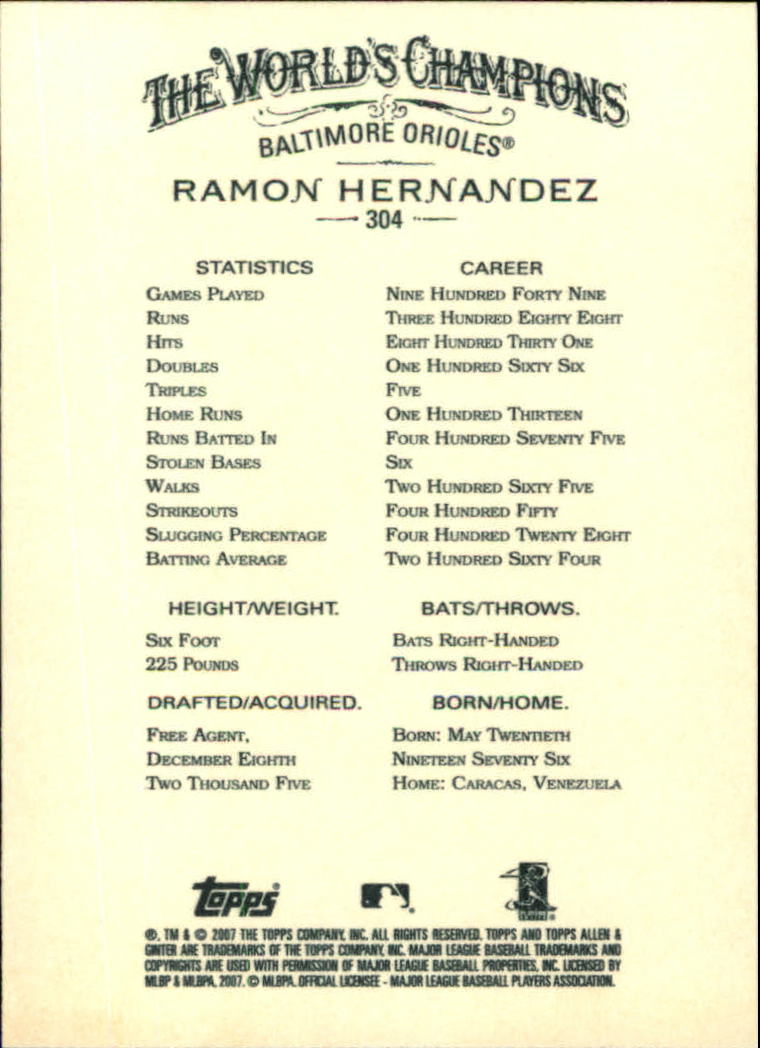 THE WORLD'S CHAMPIONS
BALTIMORE ORIOLES®
RAMON HERNANDEZ
304
STATISTICS CAREER
GAMES PLAYED NINE HUNDRED FORTY NINE
RUNS THREE HUNDRED EIGHTY EIGHT
HITS EIGHT HUNDRED THIRTY ONE
DOUBLES ONE HUNDRED SIXTY SIX
TRIPLES FIVE
HOME RUNS ONE HUNDRED THIRTEEN
RUNS BATTED IN FOUR HUNDRED SEVENTY FIVE
STOLEN BASES SIX
WALKS TWO HUNDRED SIXTY FIVE
STRIKEOUTS FOUR HUNDRED FIFTY
SLUGGING PERCENTAGE FOUR HUNDRED TWENTY EIGHT
BATTING AVERAGE TWO HUNDRED SIXTY FOUR
HEIGHT/WEIGHT. BATS/THROWS.
SIX FOOT BATS RIGHT-HANDED
225 POUNDS THROWS RIGHT-HANDED
DRAFTED/ACQUIRED. BORN/HOME.
FREE AGENT, BORN: MAY TWENTIETH
DECEMBER EIGHTH NINETEEN SEVENTY SIX
TWO THOUSAND FIVE HOME: CARACAS, VENEZUELA
Topps
®, TM & © 2007 THE TOPPS COMPANY, INC. ALL RIGHTS RESERVED. TOPPS AND TOPPS ALLEN &
GINTER ARE TRADEMARKS OF THE TOPPS COMPANY, INC. MAJOR LEAGUE BASEBALL TRADEMARKS AND
COPYRIGHTS ARE USED WITH PERMISSION OF MAJOR LEAGUE BASEBALL PROPERTIES, INC. LICENSED BY
MLBP & MLBPA, 2007. © MLBPA. OFFICIAL LICENSEE - MAJOR LEAGUE BASEBALL PLAYERS ASSOCIATION.